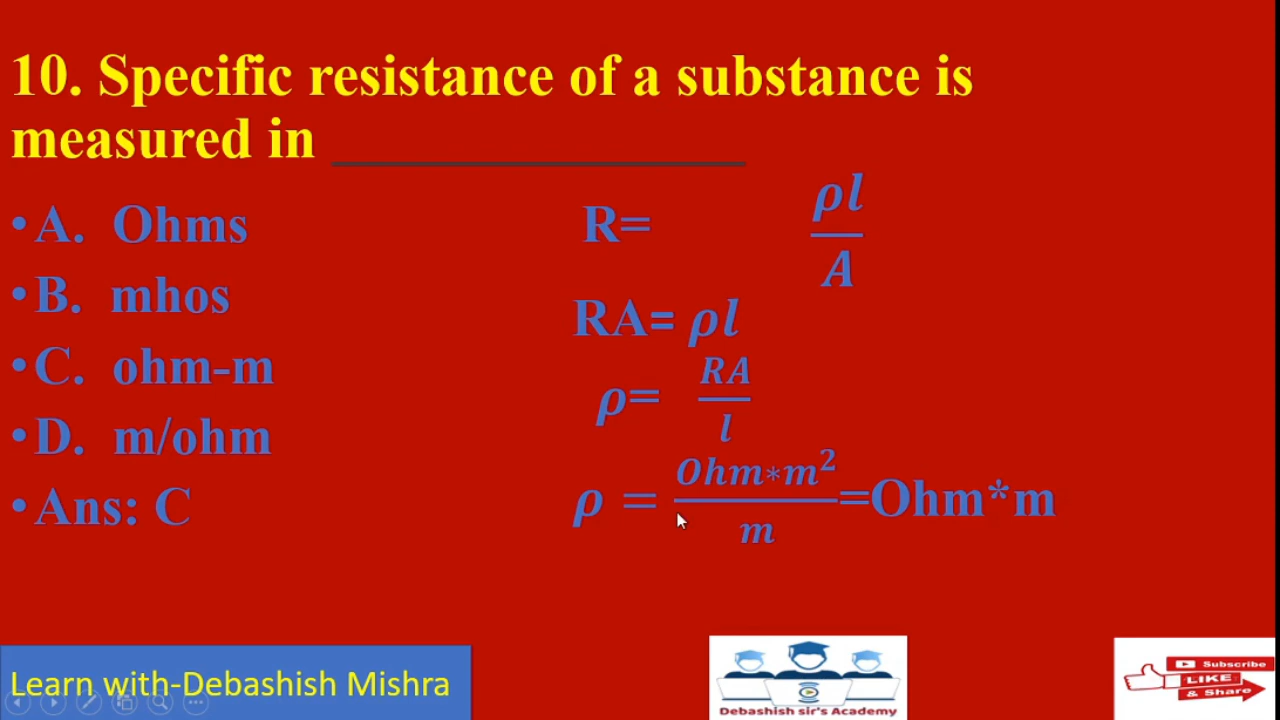 10. Specific resistance of a substance is
measured in ____________________
• A. Ohms
• B. mhos
• C. ohm-m
• D. m/ohm
• Ans: C
R= ρl/A
RA= ρl
ρ= RA/l
ρ = Ohm*m²/m =Ohm*m
Learn with-Debashish Mishra
Debashish sir's Academy
Subscribe
LIKE
& Share